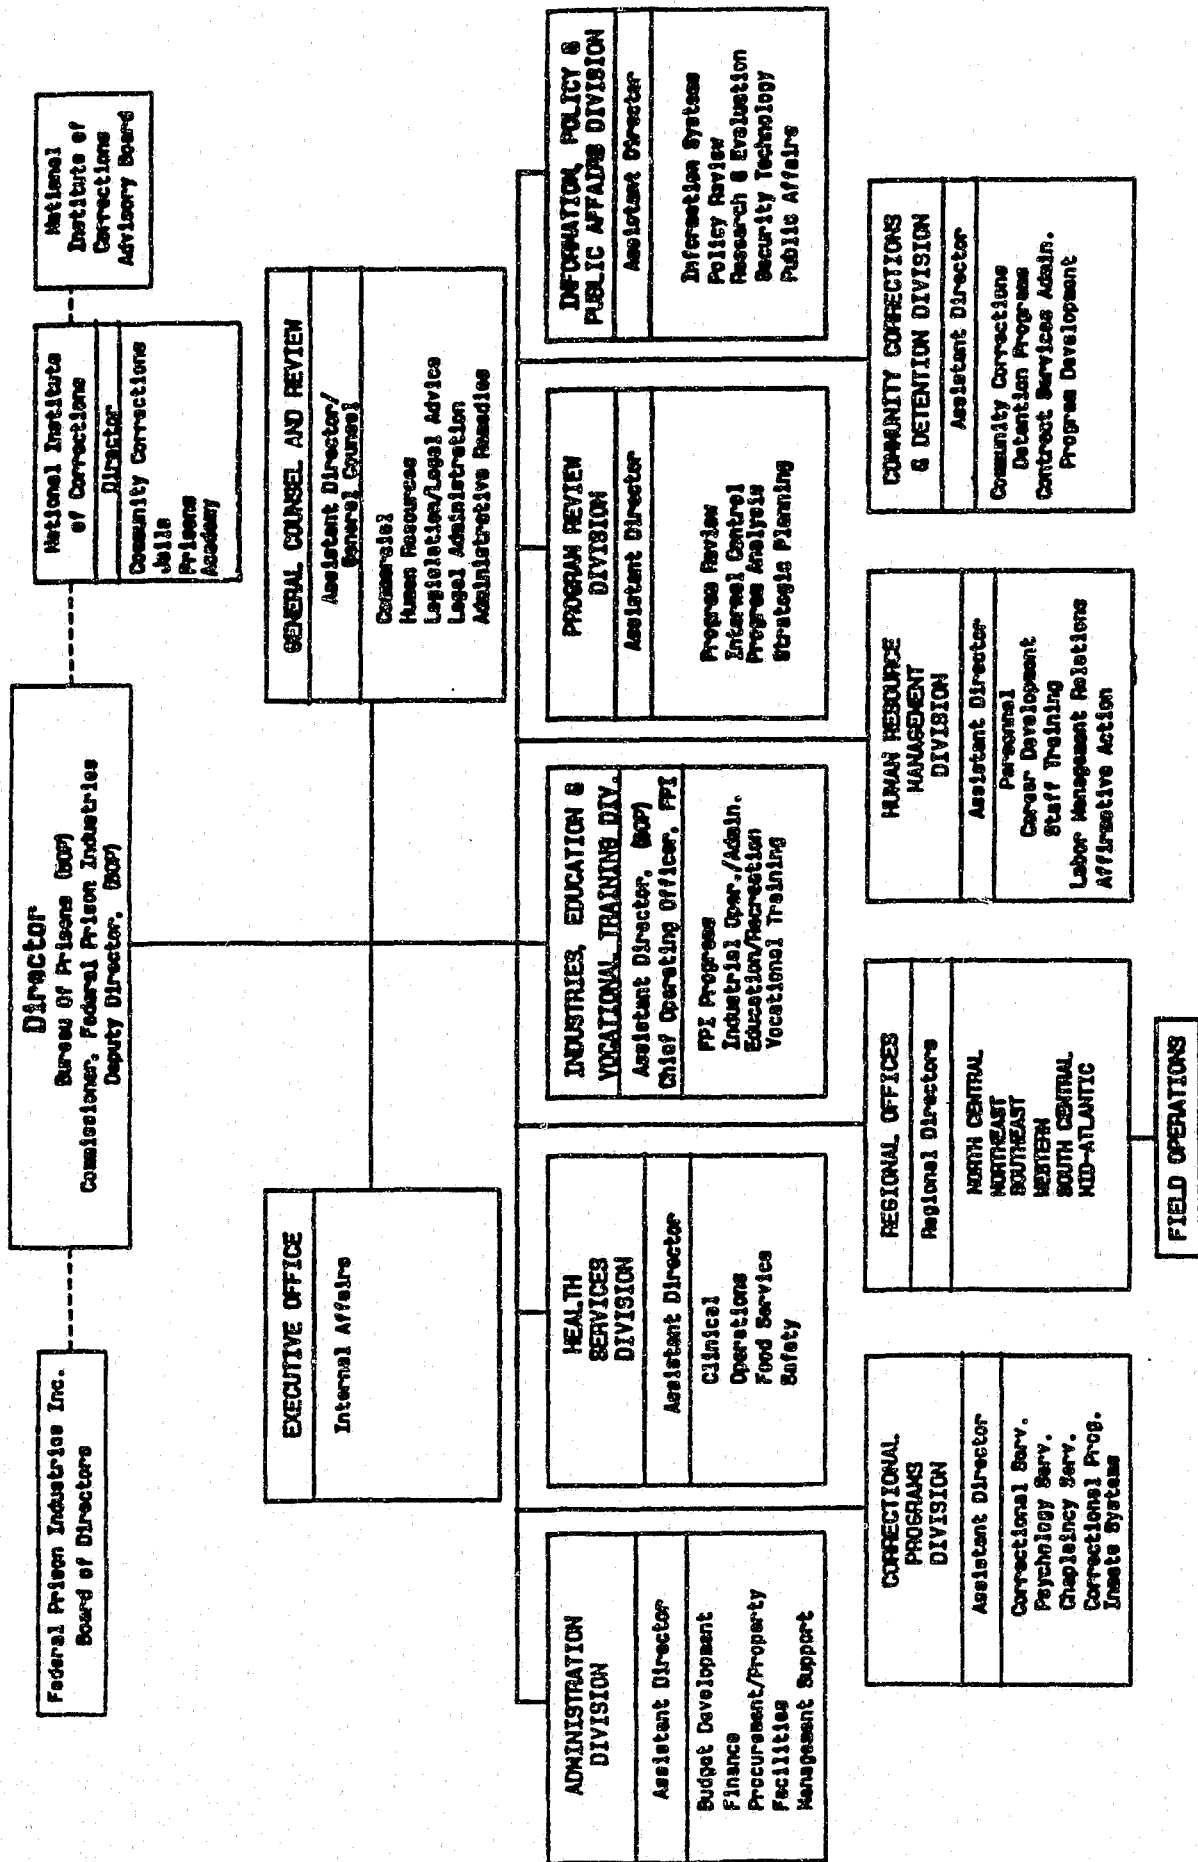 Director
Bureau Of Prisons (BOP)
Commissioner, Federal Prison Industries
Deputy Director, (BOP)
Federal Prison Industries Inc.
Board of Directors
National Institute
of Corrections
Director
Community Corrections
Jails
Prisons
Academy
National
Institute of
Corrections
Advisory Board
EXECUTIVE OFFICE
Internal Affairs
GENERAL COUNSEL AND REVIEW
Assistant Director/
General Counsel
Commercial
Human Resources
Legislation/Legal Advice
Legal Administration
Administrative Remedies
ADMINISTRATION
DIVISION
Assistant Director
Budget Development
Finance
Procurement/Property
Facilities
Management Support
HEALTH
SERVICES
DIVISION
Assistant Director
Clinical
Operations
Food Service
Safety
INDUSTRIES, EDUCATION &
VOCATIONAL TRAINING DIV.
Assistant Director, (BOP)
Chief Operating Officer, FPI
FPI Programs
Industrial Oper./Admin.
Education/Recreation
Vocational Training
PROGRAM REVIEW
DIVISION
Assistant Director
Program Review
Internal Control
Program Analysis
Strategic Planning
INFORMATION, POLICY &
PUBLIC AFFAIRS DIVISION
Assistant Director
Information Systems
Policy Review
Research & Evaluation
Security Technology
Public Affairs
CORRECTIONAL
PROGRAMS
DIVISION
Assistant Director
Correctional Serv.
Psychology Serv.
Chaplaincy Serv.
Correctional Prog.
Inmate Systems
REGIONAL OFFICES
Regional Directors
NORTH CENTRAL
NORTHEAST
SOUTHEAST
WESTERN
SOUTH CENTRAL
MID-ATLANTIC
HUMAN RESOURCE
MANAGEMENT
DIVISION
Assistant Director
Personnel
Career Development
Staff Training
Labor Management Relations
Affirmative Action
COMMUNITY CORRECTIONS
& DETENTION DIVISION
Assistant Director
Community Corrections
Detention Programs
Contract Services Admin.
Program Development
FIELD OPERATIONS